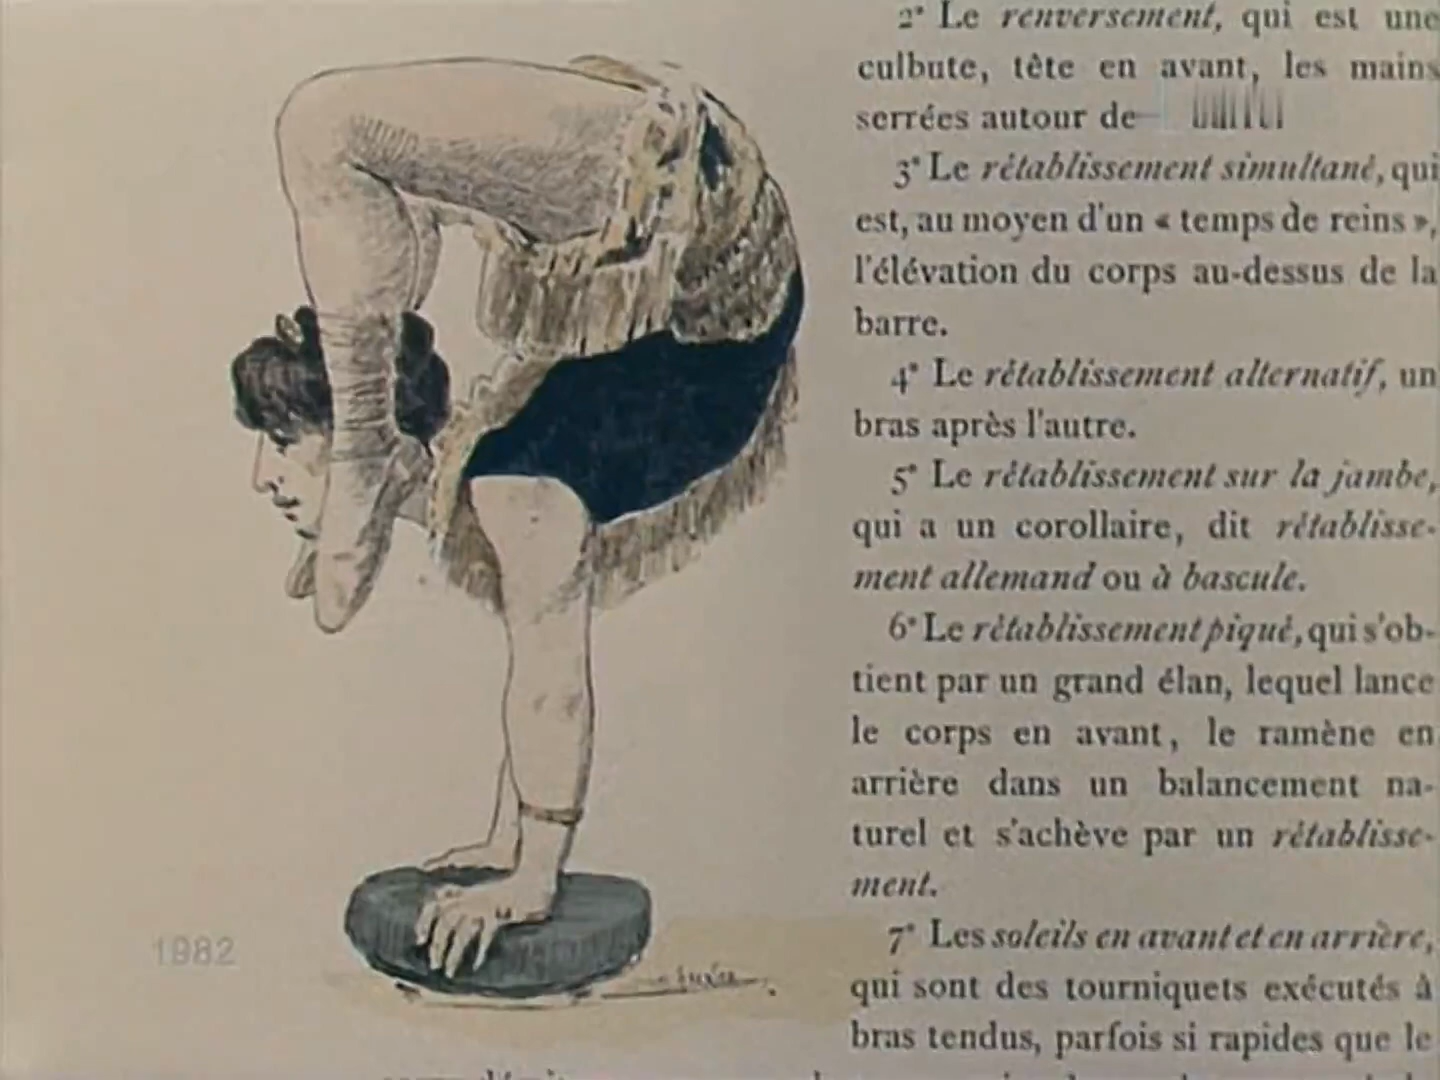 2° Le renversement, qui est une
culbute, tête en avant, les mains
serrées autour de
3° Le rétablissement simultané, qui
est, au moyen d'un « temps de reins »,
l'élévation du corps au-dessus de la
barre.
4° Le rétablissement alternatif, un
bras après l'autre.
5° Le rétablissement sur la jambe,
qui a un corollaire, dit rétablisse-
ment allemand ou à bascule.
6° Le rétablissement piqué, qui s'ob-
tient par un grand élan, lequel lance
le corps en avant, le ramène en
arrière dans un balancement na-
turel et s'achève par un rétablisse-
ment.
7° Les soleils en avant et en arrière,
qui sont des tourniquets exécutés à
bras tendus, parfois si rapides que le
1982